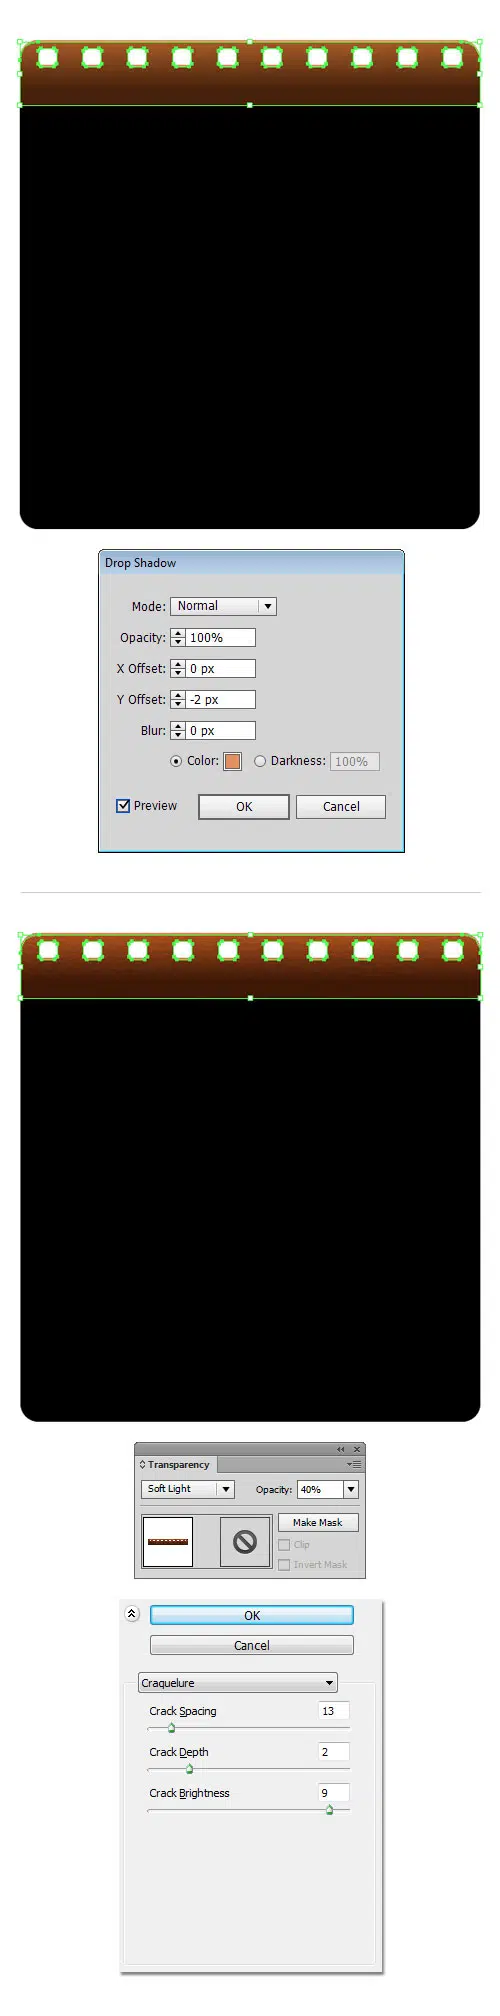 Drop Shadow
Mode: Normal
Opacity: 100%
X Offset: 0 px
Y Offset: -2 px
Blur: 0 px
Color: Darkness: 100%
Preview OK Cancel
Transparency
Soft Light Opacity: 40%
Make Mask
Clip
Invert Mask
OK
Cancel
Craquelure
Crack Spacing 13
Crack Depth 2
Crack Brightness 9